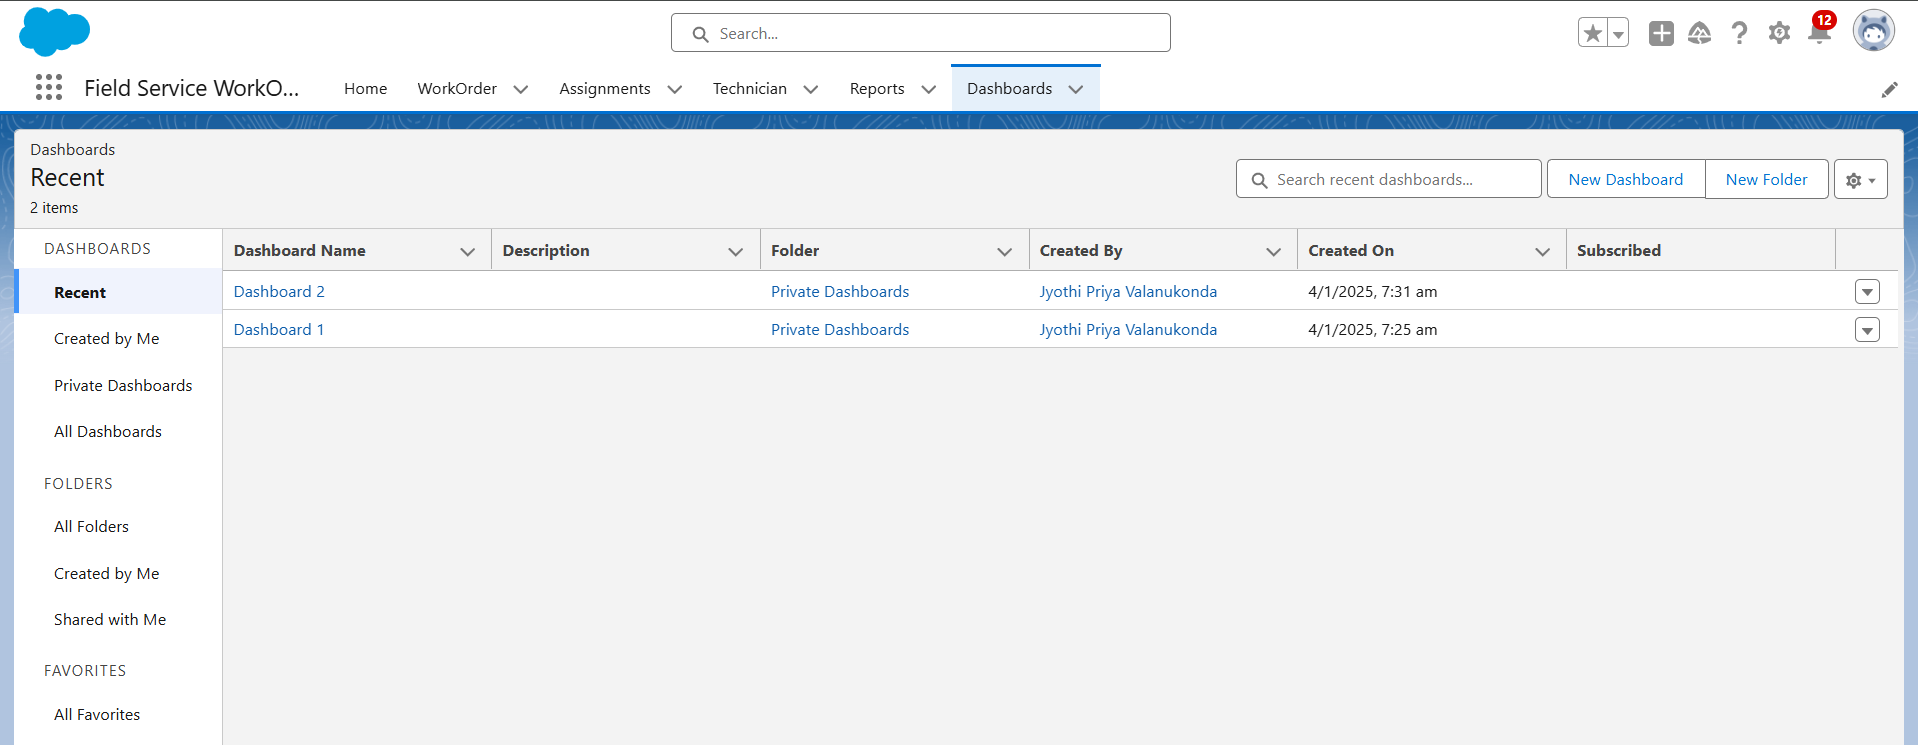 Search...
12
Field Service WorkO...
Home
WorkOrder
Assignments
Technician
Reports
Dashboards
Dashboards
Recent
2 items
Search recent dashboards...
New Dashboard
New Folder
DASHBOARDS
Recent
Created by Me
Private Dashboards
All Dashboards
FOLDERS
All Folders
Created by Me
Shared with Me
FAVORITES
All Favorites
Dashboard Name Description Folder Created By Created On Subscribed
Dashboard 2 Private Dashboards Jyothi Priya Valanukonda 4/1/2025, 7:31 am
Dashboard 1 Private Dashboards Jyothi Priya Valanukonda 4/1/2025, 7:25 am